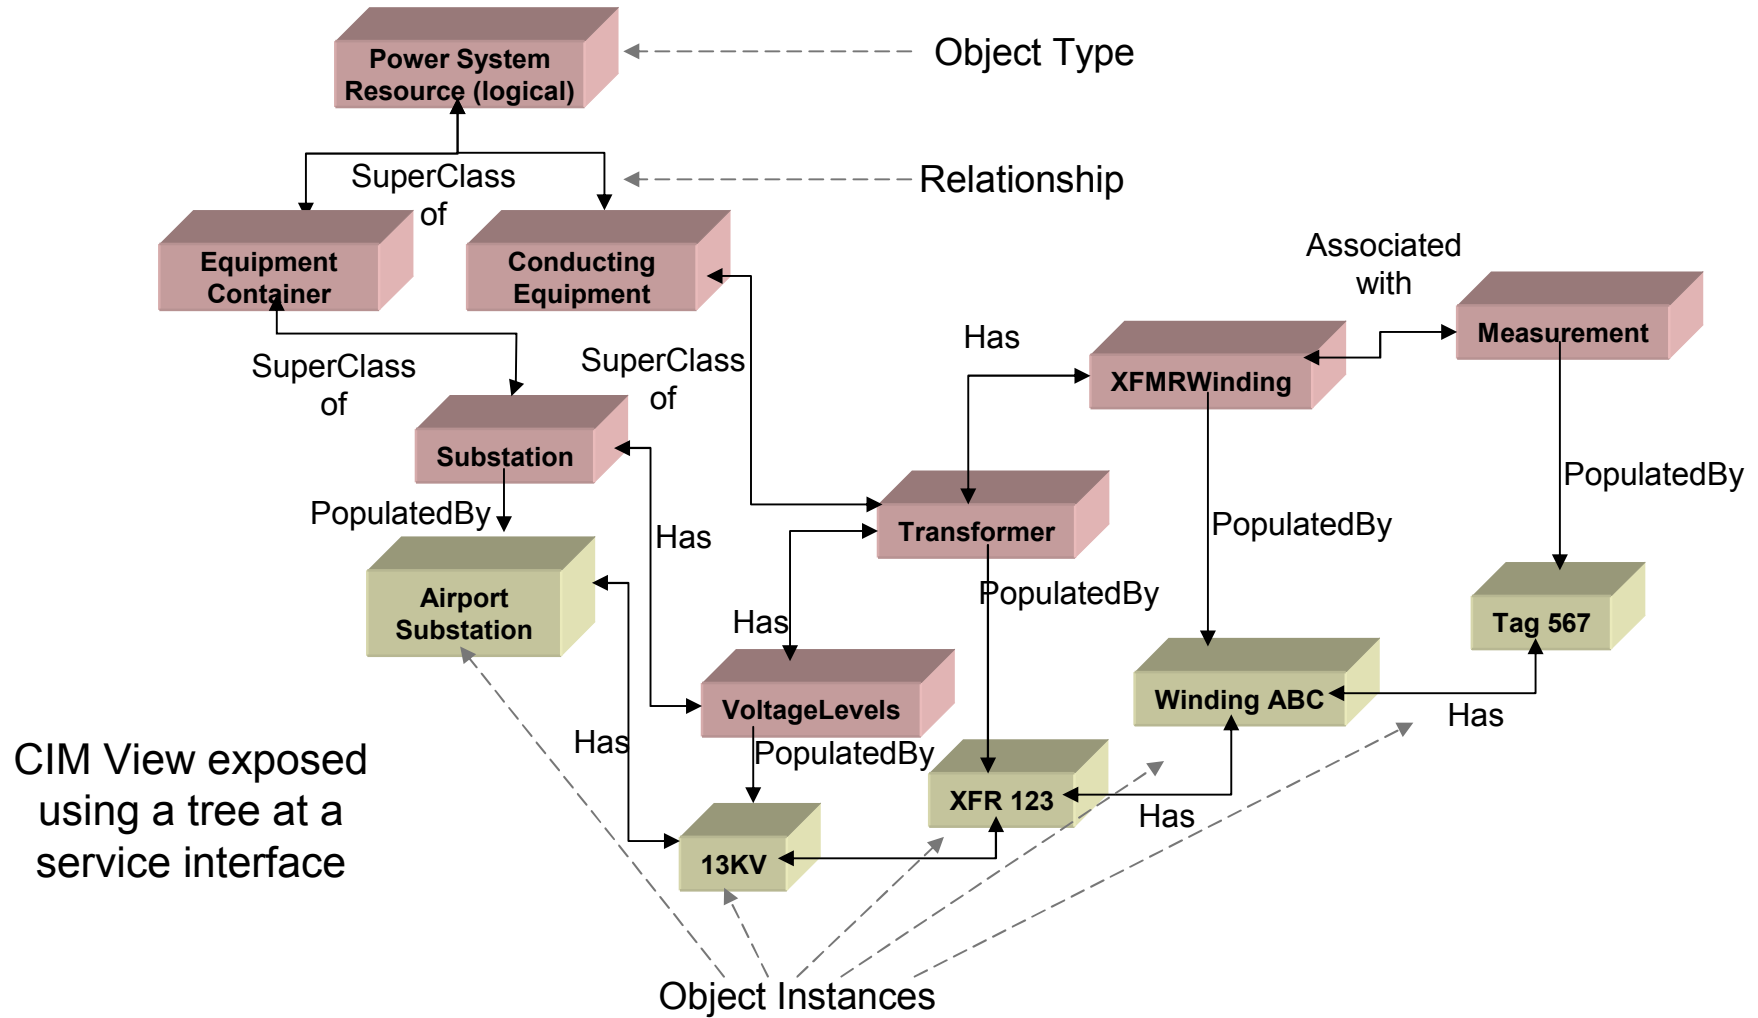 Power System
Resource (logical)
Object Type
SuperClass
of
Relationship
Equipment
Container
Conducting
Equipment
Associated
with
Measurement
Has
XFMRWinding
SuperClass
of
SuperClass
of
Substation
PopulatedBy
PopulatedBy
Has
Transformer
PopulatedBy
PopulatedBy
Airport
Substation
Has
Tag 567
VoltageLevels
Winding ABC
Has
Has
PopulatedBy
CIM View exposed
using a tree at a
service interface
XFR 123
Has
13KV
Object Instances